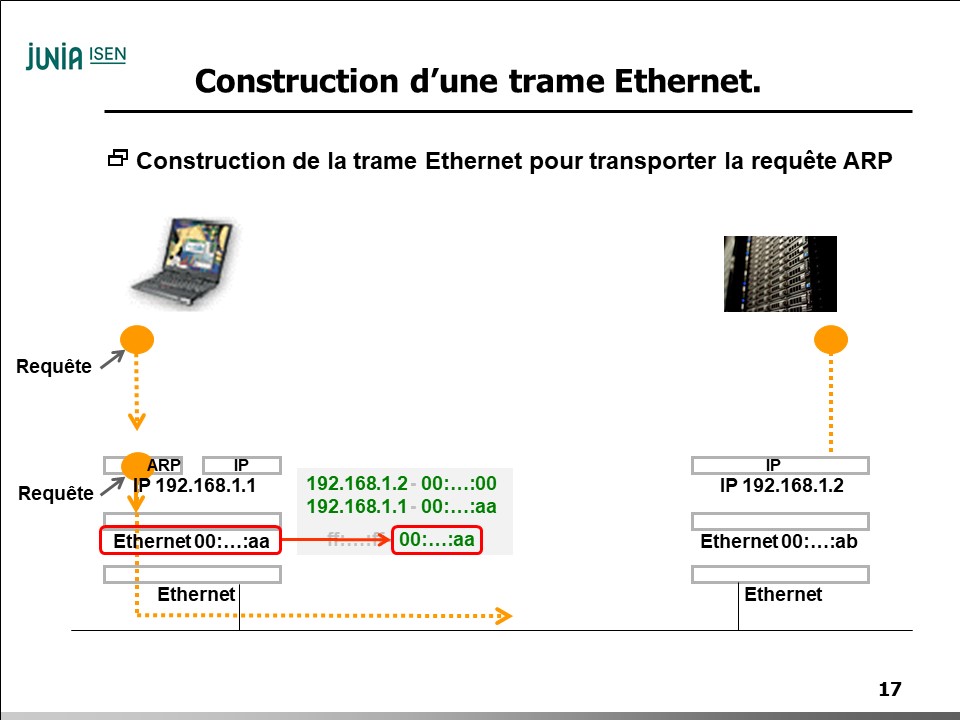 JUNIA ISEN
Construction d’une trame Ethernet.
Construction de la trame Ethernet pour transporter la requête ARP
Requête
ARP
IP
IP
Requête
IP 192.168.1.1
192.168.1.2 - 00:…:00
IP 192.168.1.2
192.168.1.1 - 00:…:aa
Ethernet 00:…:aa
ff:…:ff
00:…:aa
Ethernet 00:…:ab
Ethernet
Ethernet
17